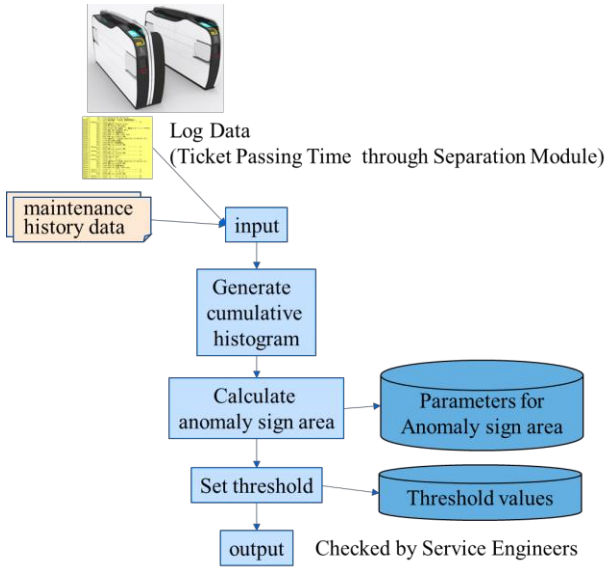 Log Data
(Ticket Passing Time through Separation Module)
maintenance
history data
input
Generate
cumulative
histogram
Calculate
anomaly sign area
Parameters for
Anomaly sign area
Set threshold
Threshold values
output
Checked by Service Engineers